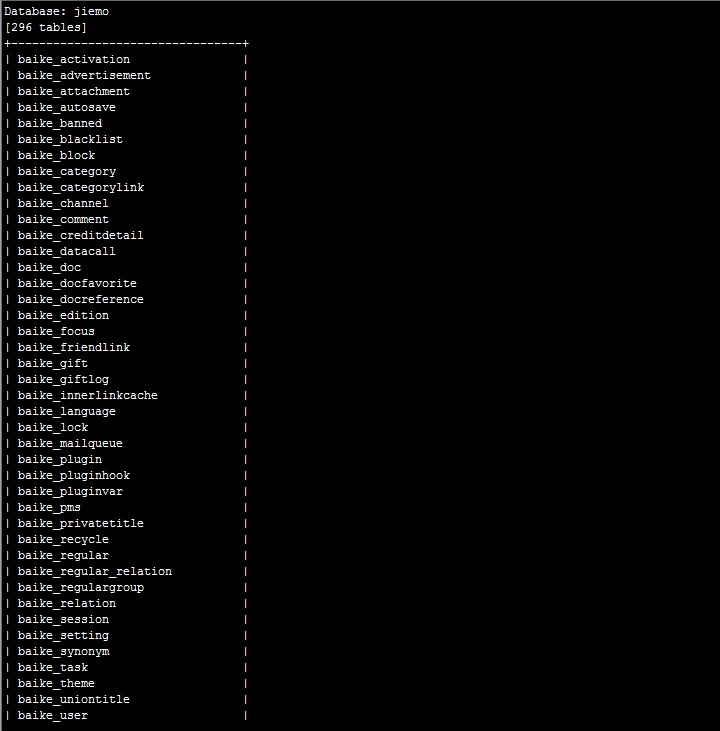 Database: jiemo
[296 tables]
+---------------------------------+
| baike_activation |
| baike_advertisement |
| baike_attachment |
| baike_autosave |
| baike_banned |
| baike_blacklist |
| baike_block |
| baike_category |
| baike_categorylink |
| baike_channel |
| baike_comment |
| baike_creditdetail |
| baike_datacall |
| baike_doc |
| baike_docfavorite |
| baike_docreference |
| baike_edition |
| baike_focus |
| baike_friendlink |
| baike_gift |
| baike_giftlog |
| baike_innerlinkcache |
| baike_language |
| baike_lock |
| baike_mailqueue |
| baike_plugin |
| baike_pluginhook |
| baike_pluginvar |
| baike_pms |
| baike_privatetitle |
| baike_recycle |
| baike_regular |
| baike_regular_relation |
| baike_regulargroup |
| baike_relation |
| baike_session |
| baike_setting |
| baike_synonym |
| baike_task |
| baike_theme |
| baike_uniontitle |
| baike_user |